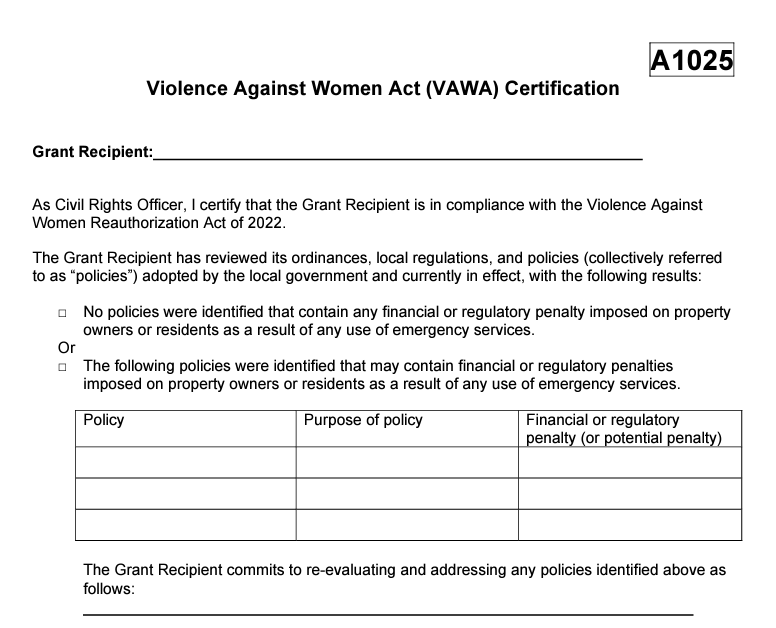 A1025
Violence Against Women Act (VAWA) Certification
Grant Recipient:
As Civil Rights Officer, I certify that the Grant Recipient is in compliance with the Violence Against
Women Reauthorization Act of 2022.
The Grant Recipient has reviewed its ordinances, local regulations, and policies (collectively referred
to as “policies”) adopted by the local government and currently in effect, with the following results:
□ No policies were identified that contain any financial or regulatory penalty imposed on property
owners or residents as a result of any use of emergency services.
Or
□ The following policies were identified that may contain financial or regulatory penalties
imposed on property owners or residents as a result of any use of emergency services.
Policy
Purpose of policy
Financial or regulatory
penalty (or potential penalty)
The Grant Recipient commits to re-evaluating and addressing any policies identified above as
follows: